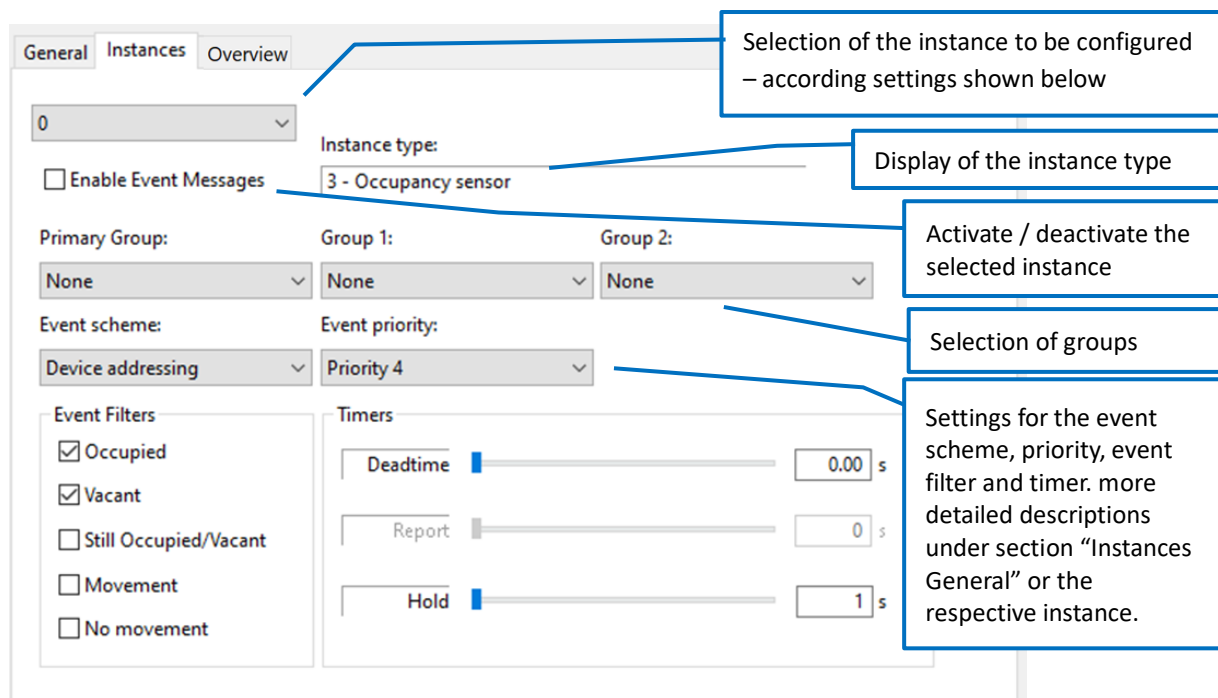 General Instances Overview
Selection of the instance to be configured
– according settings shown below
0
Instance type:
Display of the instance type
Enable Event Messages
3 - Occupancy sensor
Activate / deactivate the
selected instance
Primary Group: Group 1: Group 2:
None None None
Selection of groups
Event scheme: Event priority:
Device addressing Priority 4
Settings for the event
scheme, priority, event
filter and timer. more
detailed descriptions
under section “Instances
General” or the
respective instance.
Event Filters
Occupied
Vacant
Still Occupied/Vacant
Movement
No movement
Timers
Deadtime 0.00 s
Report 0 s
Hold 1 s